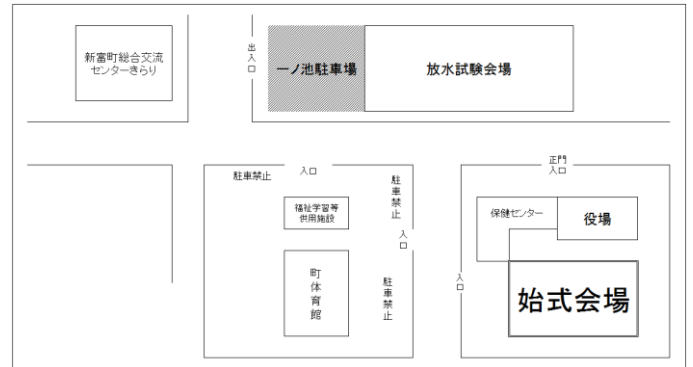 新富町総合交流
センターきらり
出入口
一ノ池駐車場
放水試験会場
駐車禁止
入口
駐車禁止
福祉学習等
供用施設
入口
町体育館
駐車禁止
正門
入口
保健センター
役場
入口
始式会場